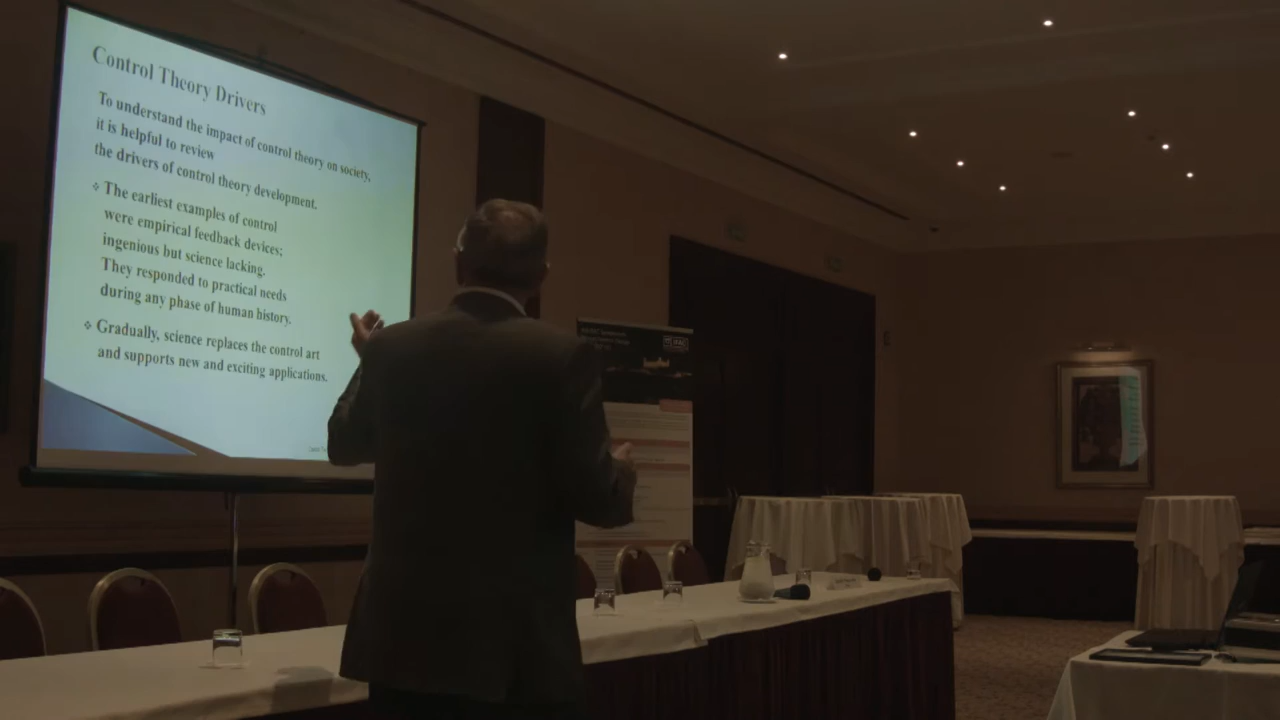 Control Theory Drivers
To understand the impact of control theory on society,
it is helpful to review
the drivers of control theory development.
❖ The earliest examples of control
were empirical feedback devices;
ingenious but science lacking.
They responded to practical needs
during any phase of human history.
❖ Gradually, science replaces the control art
and supports new and exciting applications.